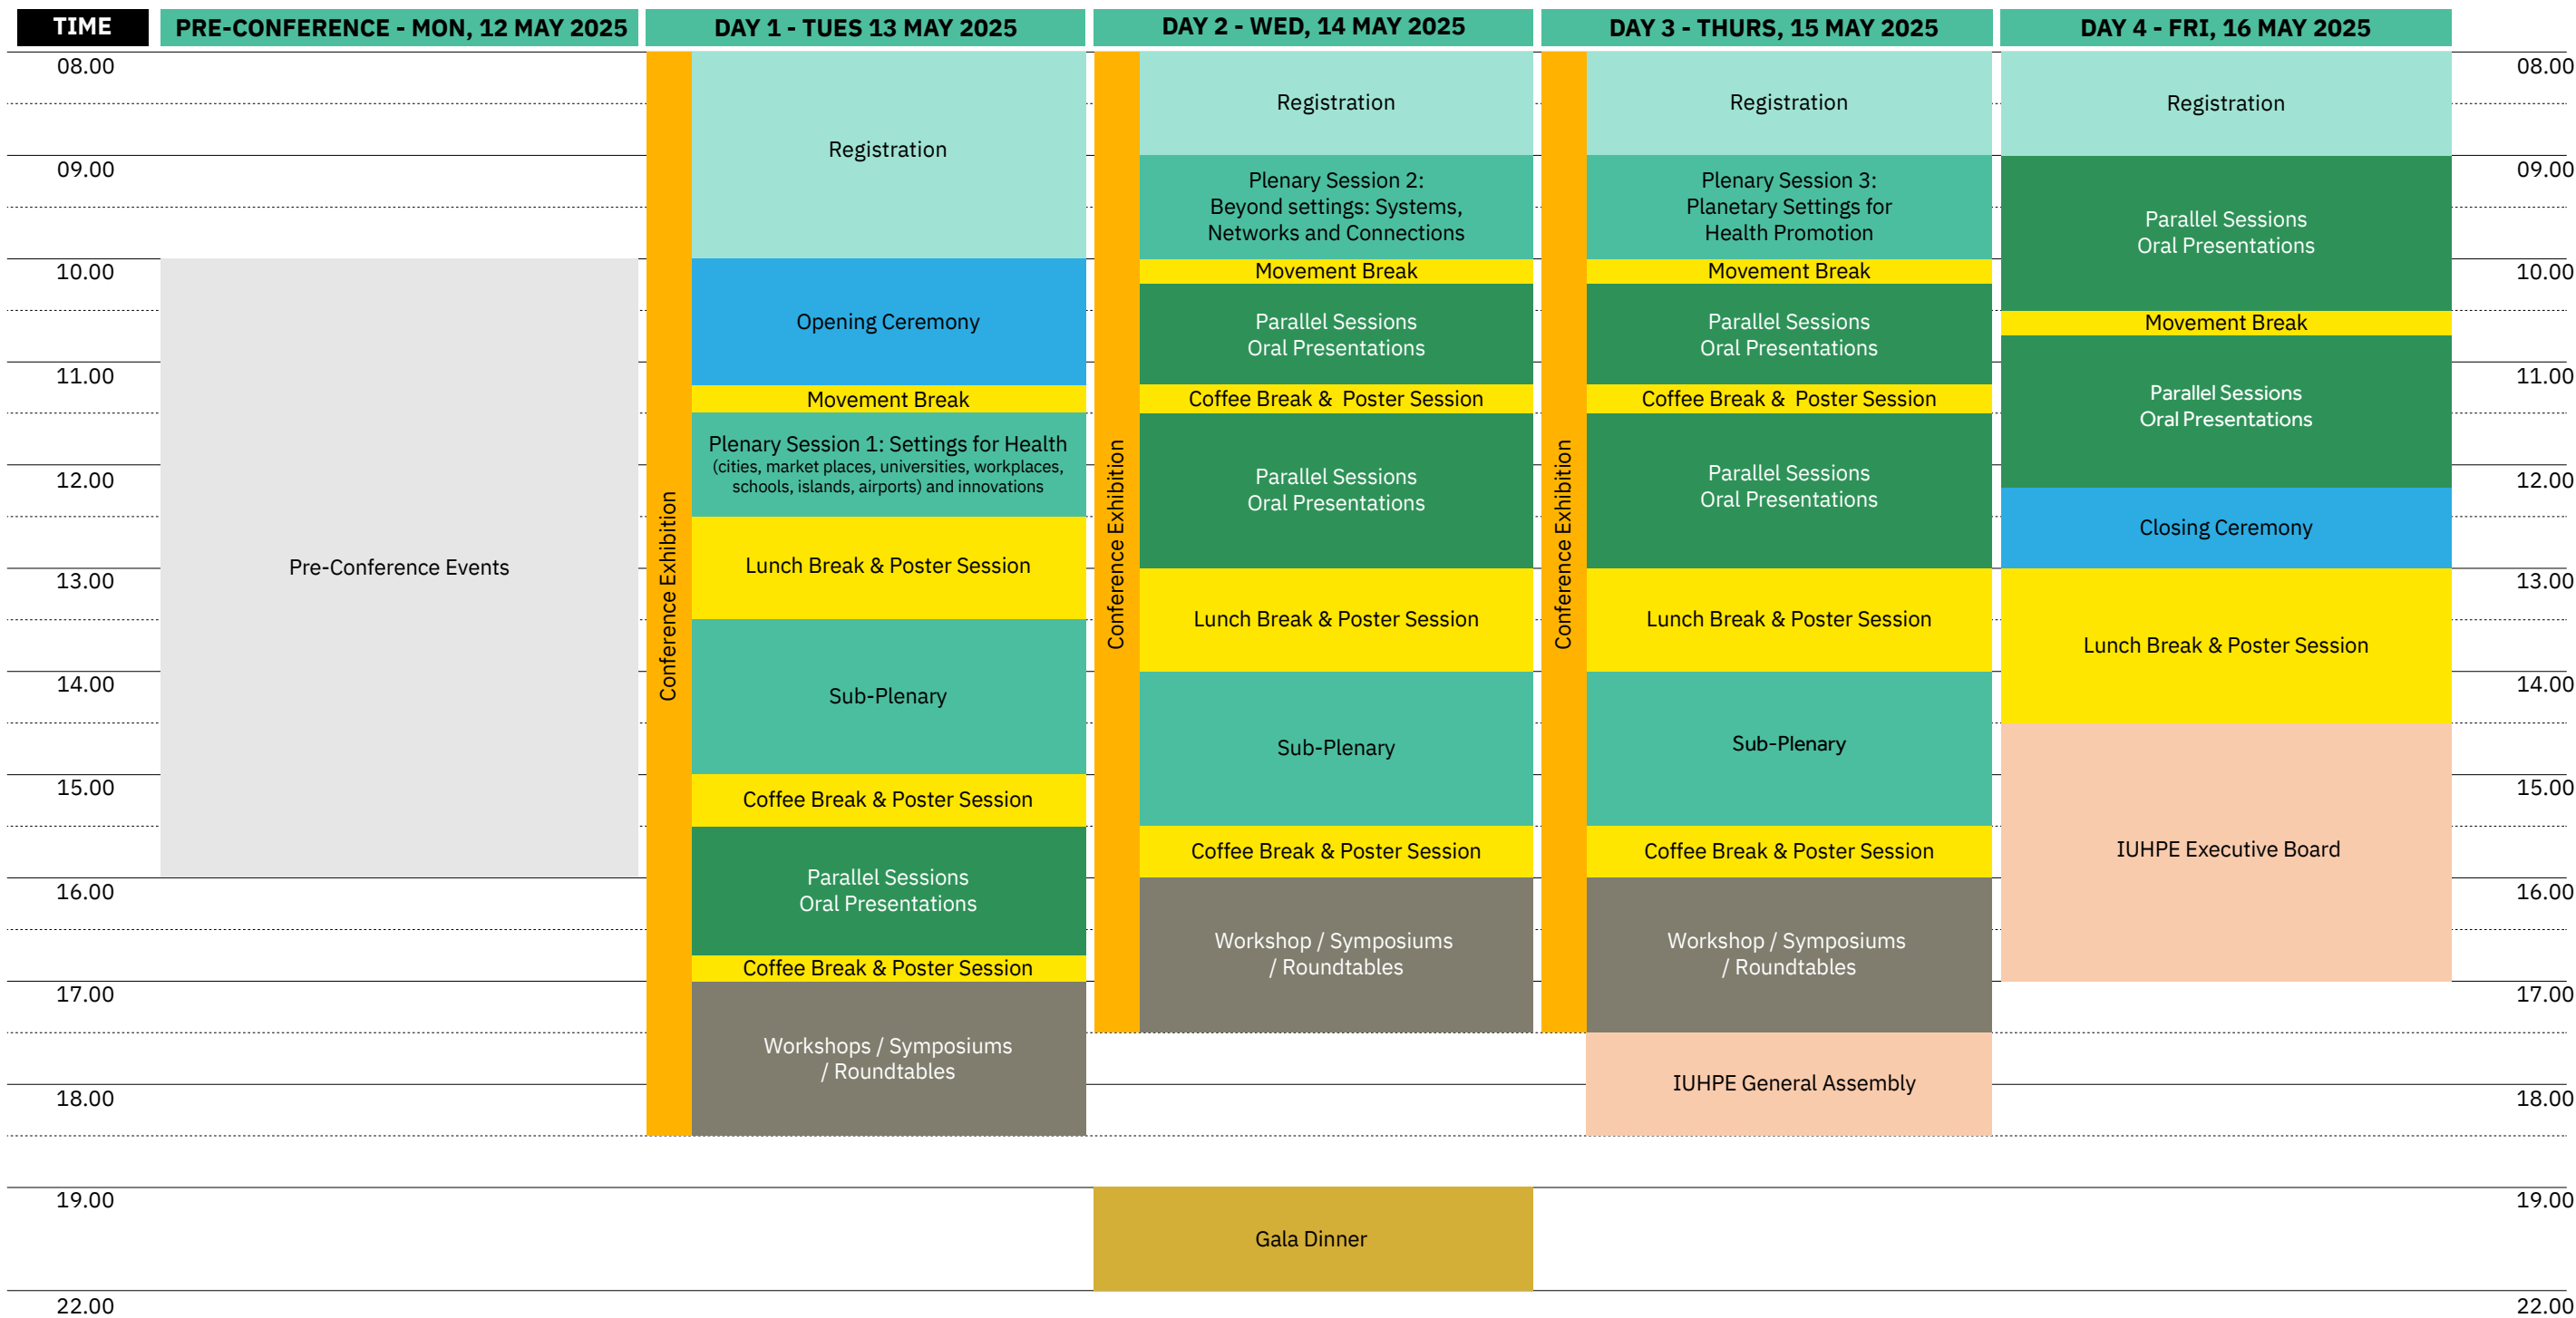 TIME
PRE-CONFERENCE - MON, 12 MAY 2025
DAY 1 - TUES 13 MAY 2025
DAY 2 - WED, 14 MAY 2025
DAY 3 - THURS, 15 MAY 2025
DAY 4 - FRI, 16 MAY 2025
08.00
09.00
10.00
11.00
12.00
13.00
14.00
15.00
16.00
17.00
18.00
19.00
22.00
Pre-Conference Events
Conference Exhibition
Registration
Opening Ceremony
Movement Break
Plenary Session 1: Settings for Health
(cities, market places, universities, workplaces,
schools, islands, airports) and innovations
Lunch Break & Poster Session
Sub-Plenary
Coffee Break & Poster Session
Parallel Sessions
Oral Presentations
Coffee Break & Poster Session
Workshops / Symposiums
/ Roundtables
Conference Exhibition
Registration
Plenary Session 2:
Beyond settings: Systems,
Networks and Connections
Movement Break
Parallel Sessions
Oral Presentations
Coffee Break & Poster Session
Parallel Sessions
Oral Presentations
Lunch Break & Poster Session
Sub-Plenary
Coffee Break & Poster Session
Workshop / Symposiums
/ Roundtables
Gala Dinner
Conference Exhibition
Registration
Plenary Session 3:
Planetary Settings for
Health Promotion
Movement Break
Parallel Sessions
Oral Presentations
Coffee Break & Poster Session
Parallel Sessions
Oral Presentations
Lunch Break & Poster Session
Sub-Plenary
Coffee Break & Poster Session
Workshop / Symposiums
/ Roundtables
IUHPE General Assembly
Registration
Parallel Sessions
Oral Presentations
Movement Break
Parallel Sessions
Oral Presentations
Closing Ceremony
Lunch Break & Poster Session
IUHPE Executive Board
08.00
09.00
10.00
11.00
12.00
13.00
14.00
15.00
16.00
17.00
18.00
19.00
22.00